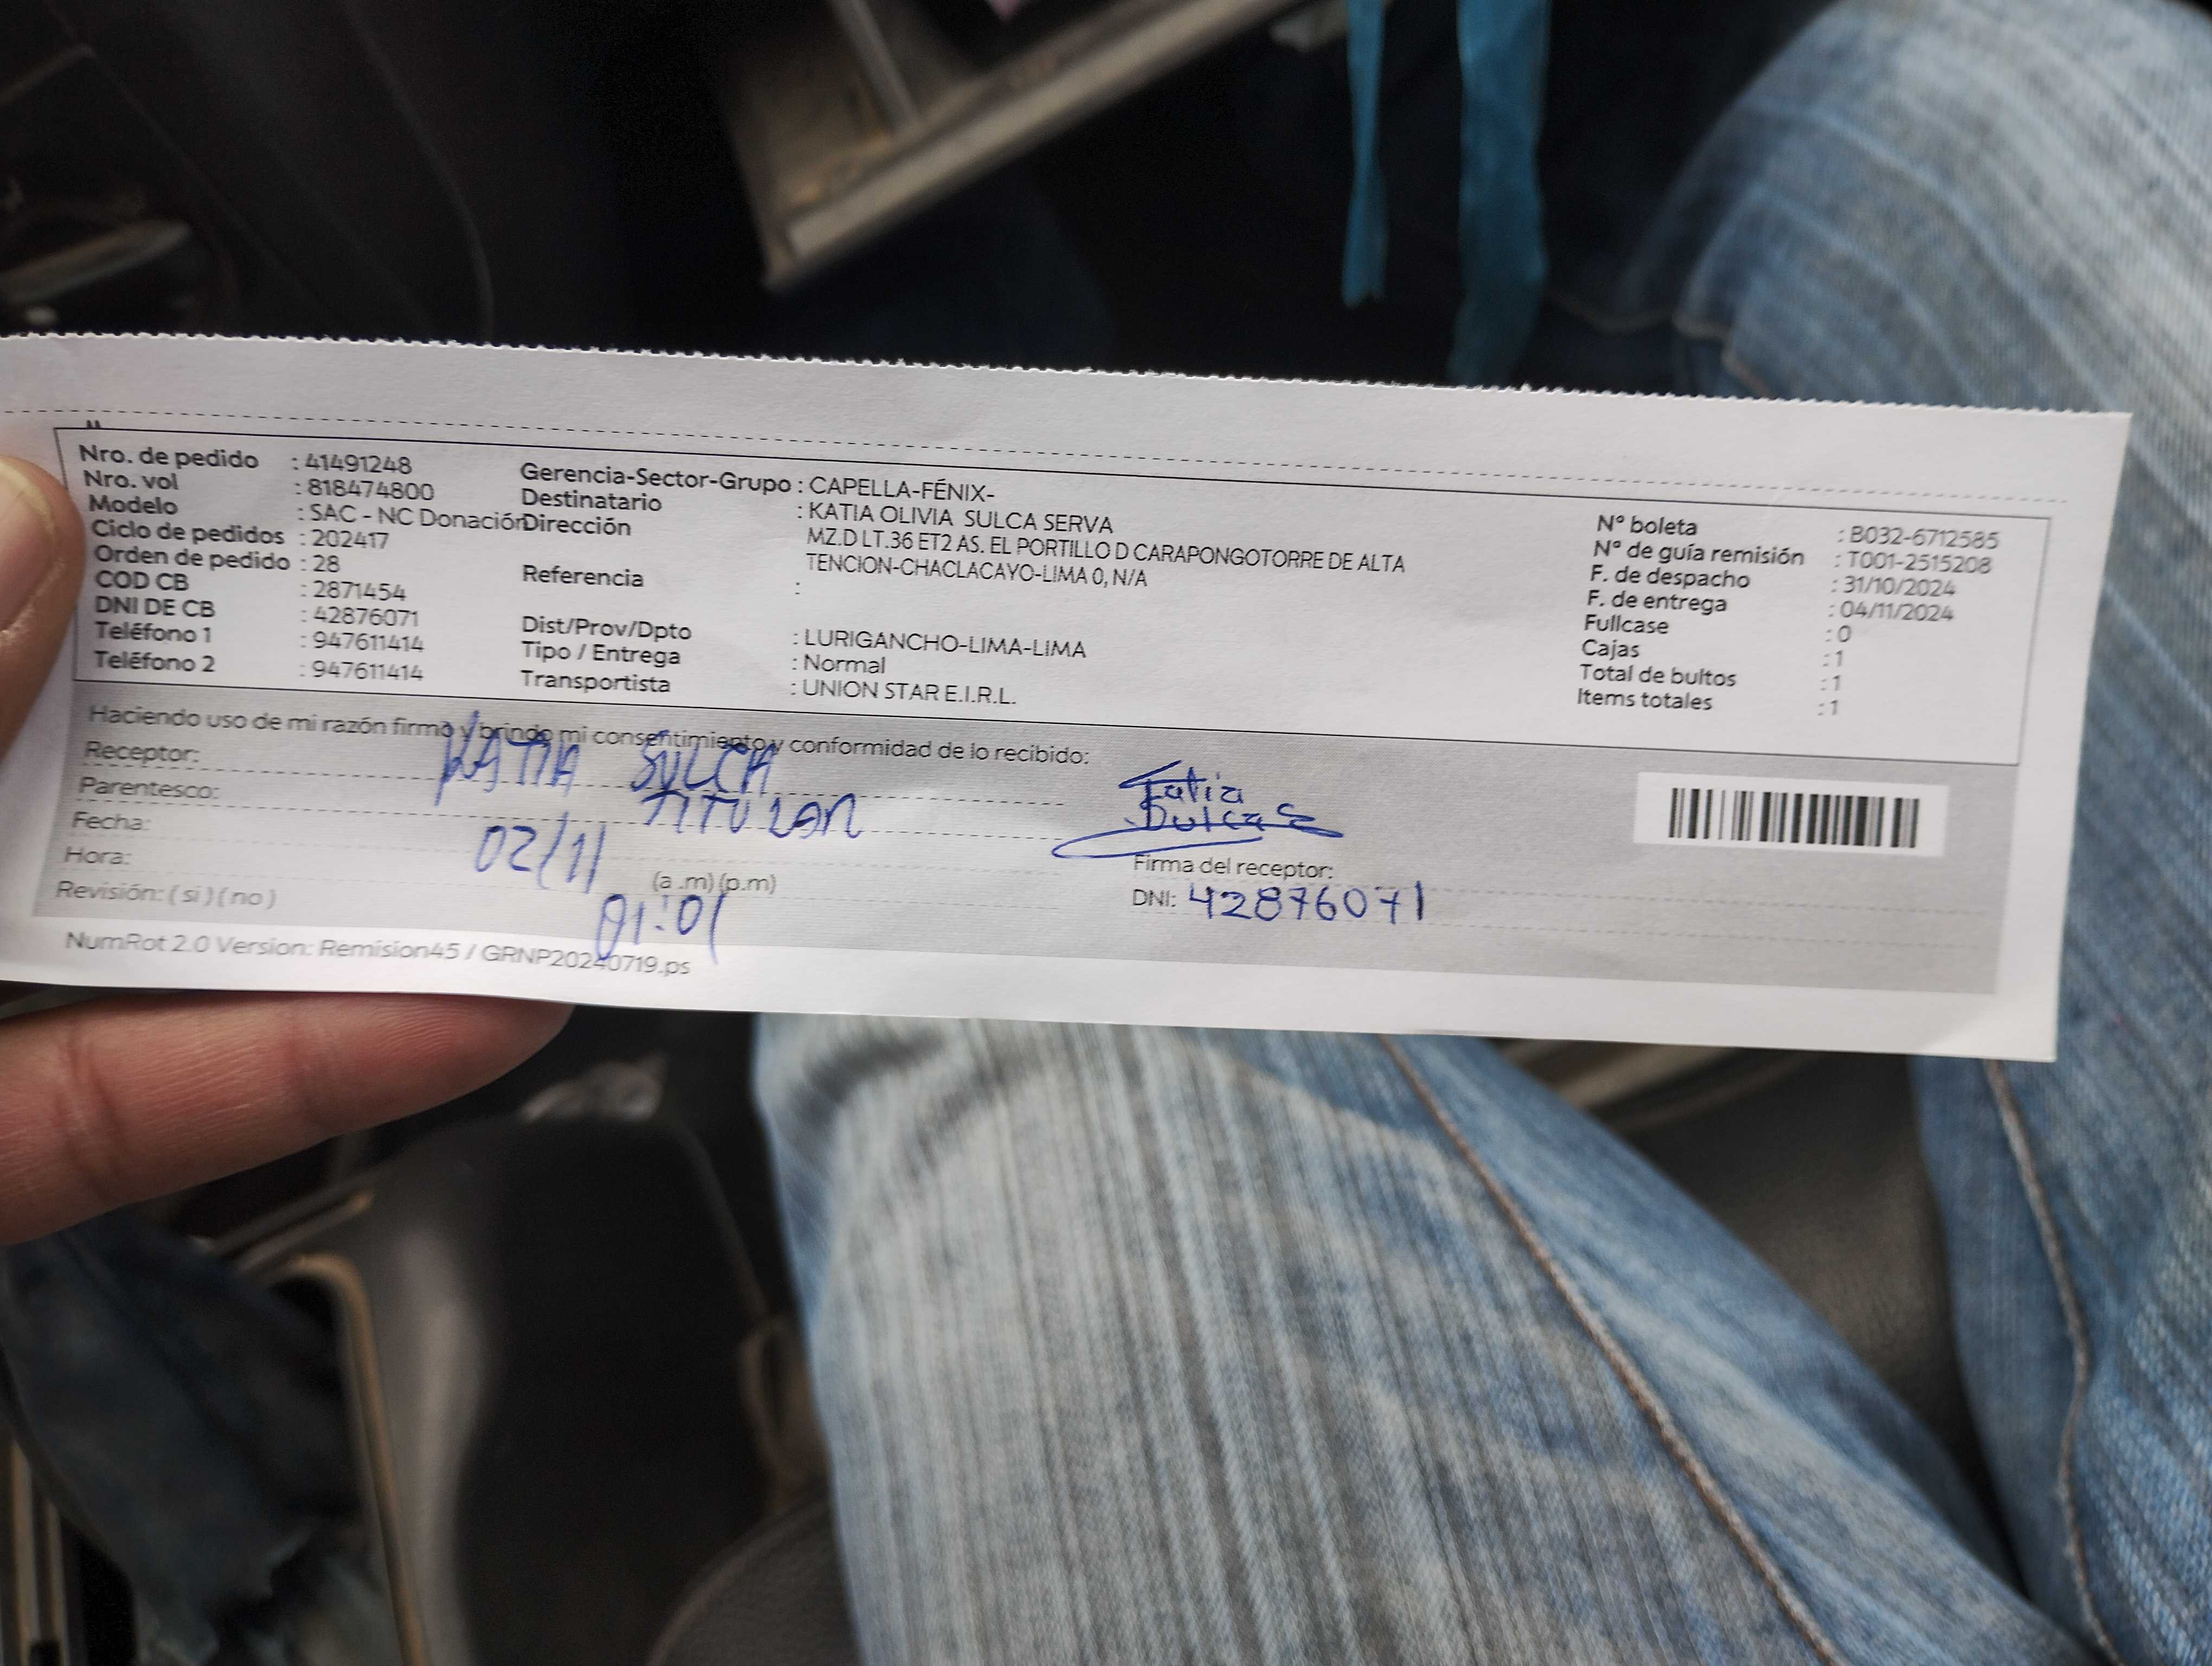 Nro. de pedido : 41491248
Nro. vol : 818474800
Modelo : SAC - NC Donación
Ciclo de pedidos : 202417
Orden de pedido : 28
COD CB : 2871454
DNI DE CB : 42876071
Teléfono 1 : 947611414
Teléfono 2 : 947611414
Gerencia-Sector-Grupo : CAPELLA-FÉNIX-
Destinatario : KATIA OLIVIA SULCA SERVA
Dirección MZ.D LT.36 ET2 AS. EL PORTILLO D CARAPONGOTORRE DE ALTA
TENCION-CHACLACAYO-LIMA 0, N/A
Referencia :
Dist/Prov/Dpto : LURIGANCHO-LIMA-LIMA
Tipo / Entrega : Normal
Transportista : UNION STAR E.I.R.L.
N° boleta : B032-6712585
N° de guía remisión : T001-2515208
F. de despacho : 31/10/2024
F. de entrega : 04/11/2024
Fullcase : 0
Cajas : 1
Total de bultos : 1
Items totales : 1
Haciendo uso de mi razón firmo y brindo mi consentimiento y conformidad de lo recibido:
Receptor: KATIA SULCA
Parentesco: TITULAR
Fecha: 02/11
Hora: 01:01 (a .m) (p.m)
Revisión: ( si ) ( no )
Katia
Sulca S
Firma del receptor:
DNI: 42876071
NumRot 2.0 Version: Remision45 / GRNP20240719.ps